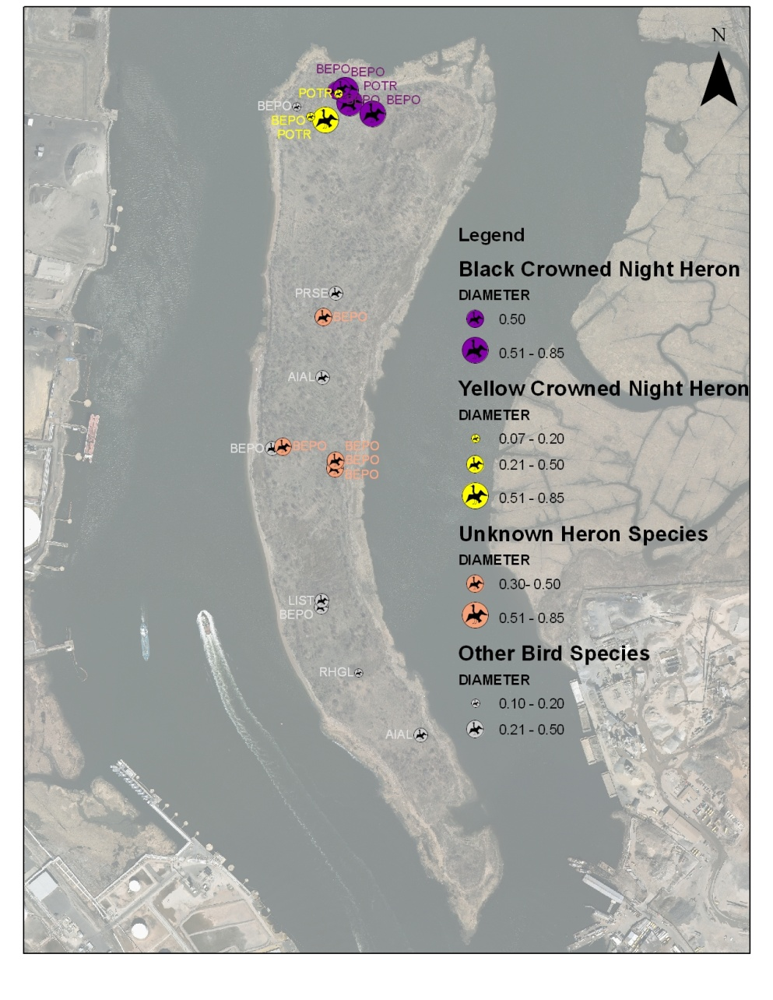 N
BEPO BEPO
POTR POTR
BEPO BEPO
BEPO
POTR
Legend
Black Crowned Night Heron
DIAMETER
0.50
0.51 - 0.85
PRSE
BEPO
AIAL
Yellow Crowned Night Heron
DIAMETER
0.07 - 0.20
0.21 - 0.50
0.51 - 0.85
BEPO BEPO BEPO
BEPO
BEPO
Unknown Heron Species
DIAMETER
0.30- 0.50
0.51 - 0.85
LIST
BEPO
Other Bird Species
DIAMETER
0.10 - 0.20
0.21 - 0.50
RHGL
AIAL